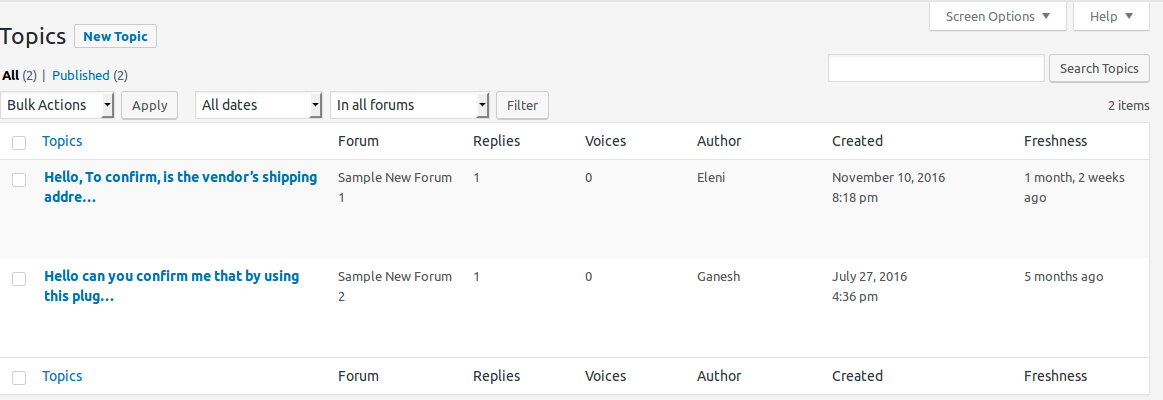 Screen Options ▼ Help ▼
Topics New Topic
All (2) | Published (2) Search Topics
Bulk Actions Apply All dates In all forums Filter 2 items
Topics Forum Replies Voices Author Created Freshness
Hello, To confirm, is the vendor’s shipping Sample New Forum 1 0 Eleni November 10, 2016 1 month, 2 weeks
addre… 1 8:18 pm ago
Hello can you confirm me that by using Sample New Forum 1 0 Ganesh July 27, 2016 5 months ago
this plug… 2 4:36 pm
Topics Forum Replies Voices Author Created Freshness